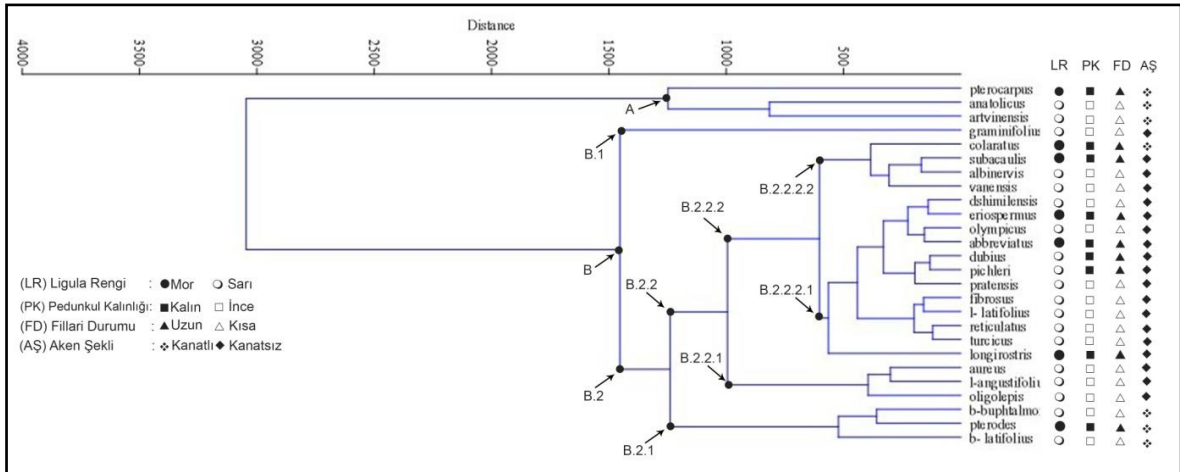 Distance
4000 3500 3000 2500 2000 1500 1000 500
LR PK FD AŞ
pterocarpus
A
anatolicus
artvinensis
graminifolius
B.1
colaratus
subacaulis
albinervis
B.2.2.2.2
vanensis
dshimilensis
B.2.2.2
eriospermus
olympicus
abbreviatus
B
dubius
B.2.2
pichleri
(LR) Ligula Rengi : Mor Sarı
pratensis
B.2.2.2.1
(PK) Pedunkul Kalınlığı: Kalın İnce
fibrosus
l- latifolius
(FD) Fillari Durumu : Uzun Kısa
reticulatus
(AŞ) Aken Şekli : Kanatlı Kanatsız
turcicus
longirostris
B.2.2.1
aureus
B.2
l-angustifoliu
oligolepis
b-buphtalmo
pterodes
B.2.1
b- latifolius